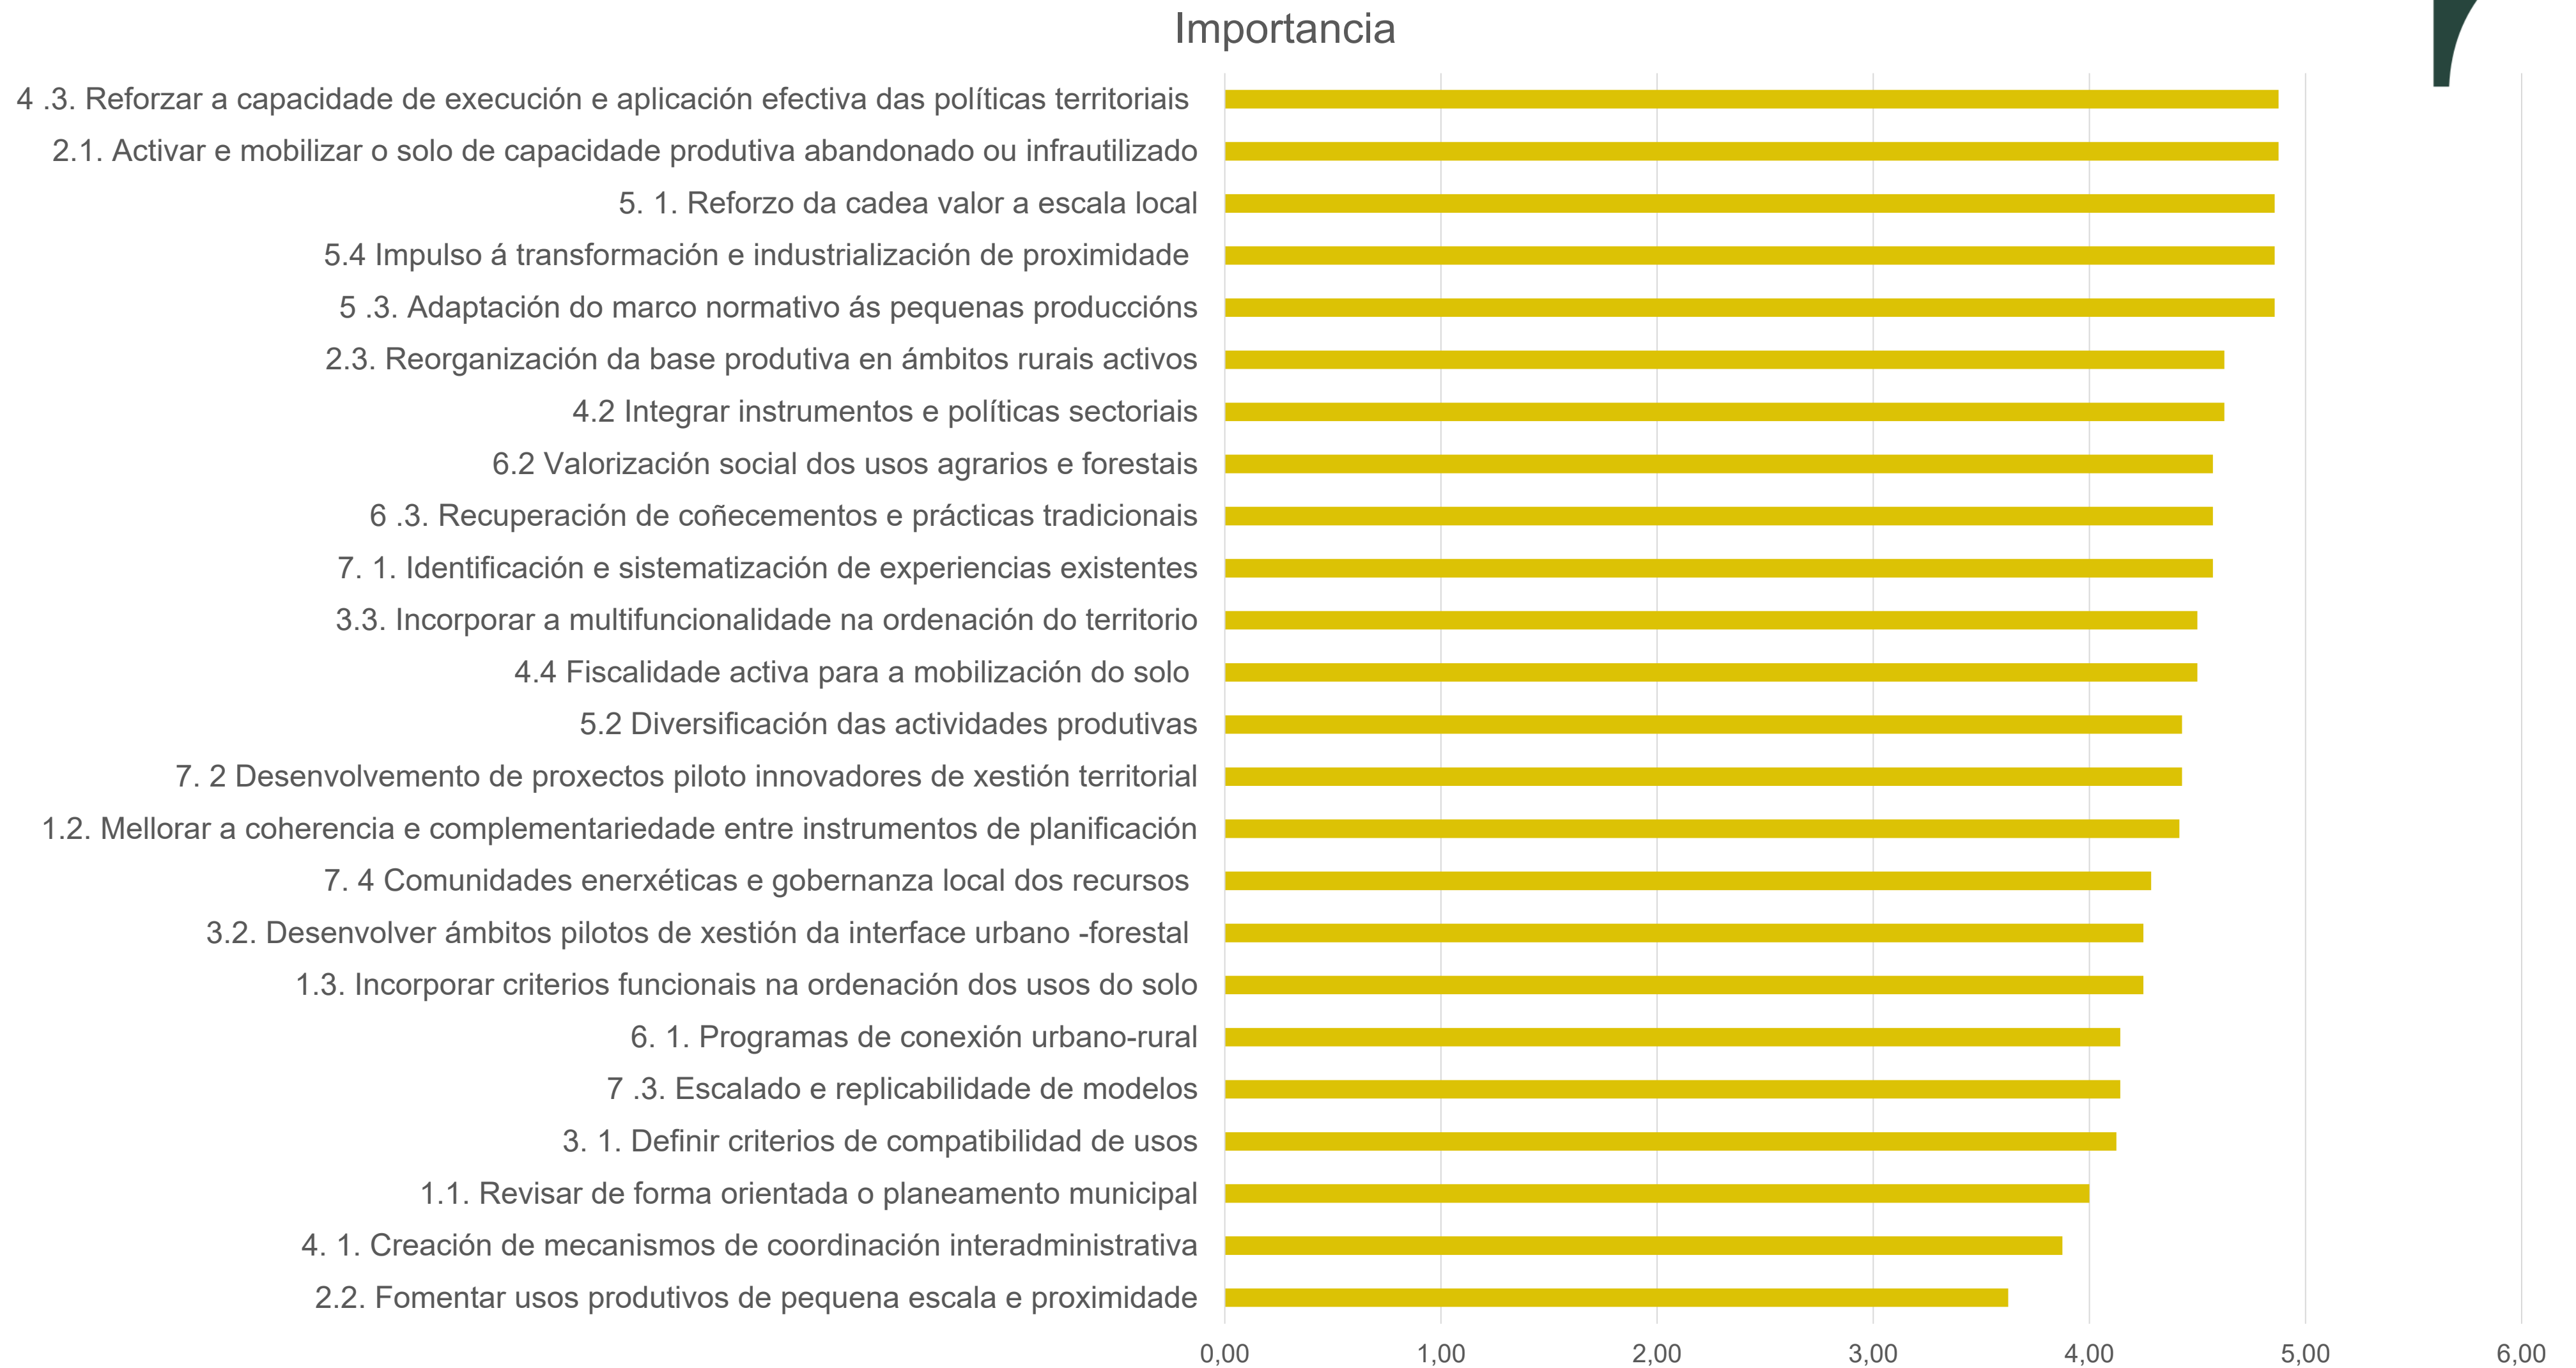 Importancia
4 .3. Reforzar a capacidade de execución e aplicación efectiva das políticas territoriais
2.1. Activar e mobilizar o solo de capacidade produtiva abandonado ou infrautilizado
5. 1. Reforzo da cadea valor a escala local
5.4 Impulso á transformación e industrialización de proximidade
5 .3. Adaptación do marco normativo ás pequenas produccións
2.3. Reorganización da base produtiva en ámbitos rurais activos
4.2 Integrar instrumentos e políticas sectoriais
6.2 Valorización social dos usos agrarios e forestais
6 .3. Recuperación de coñecementos e prácticas tradicionais
7. 1. Identificación e sistematización de experiencias existentes
3.3. Incorporar a multifuncionalidade na ordenación do territorio
4.4 Fiscalidade activa para a mobilización do solo
5.2 Diversificación das actividades produtivas
7. 2 Desenvolvemento de proxectos piloto innovadores de xestión territorial
1.2. Mellorar a coherencia e complementariedade entre instrumentos de planificación
7. 4 Comunidades enerxéticas e gobernanza local dos recursos
3.2. Desenvolver ámbitos pilotos de xestión da interface urbano -forestal
1.3. Incorporar criterios funcionais na ordenación dos usos do solo
6. 1. Programas de conexión urbano-rural
7 .3. Escalado e replicabilidade de modelos
3. 1. Definir criterios de compatibilidad de usos
1.1. Revisar de forma orientada o planeamento municipal
4. 1. Creación de mecanismos de coordinación interadministrativa
2.2. Fomentar usos produtivos de pequena escala e proximidade
0,00 1,00 2,00 3,00 4,00 5,00 6,00